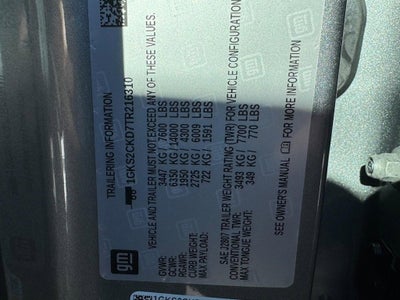 TRAILERING INFORMATION
1GKS2CKD7TR216310
VEHICLE AND TRAILER MUST NOT EXCEED ANY OF THESE VALUES.
GVWR: 3447 KG/ 7600 LBS
GCWR: 6350 KG/ 14000 LBS
RGAWR: 1950 KG/ 4300 LBS
CURB WEIGHT: 2725 KG/ 6009 LBS
MAX PAYLOAD: 722 KG/ 1591 LBS
SAE J2807 TRAILER WEIGHT RATING (TWR) FOR VEHICLE CONFIGURATION
CONVENTIONAL TWR: 3493 KG/ 7700 LBS
MAX TONGUE WEIGHT: 349 KG/ 770 LBS
SEE OWNER'S MANUAL FOR MORE INFORMATION
gm